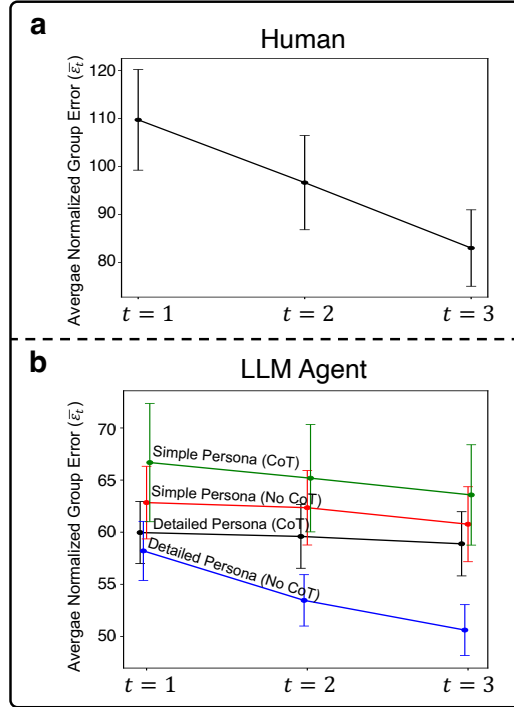 a
Human
Avergae Normalized Group Error (ε̅ₜ)
120
110
100
90
80
t = 1
t = 2
t = 3
b
LLM Agent
Avergae Normalized Group Error (ε̅ₜ)
70
65
60
55
50
Simple Persona (CoT)
Simple Persona (No CoT)
Detailed Persona (CoT)
Detailed Persona (No CoT)
t = 1
t = 2
t = 3